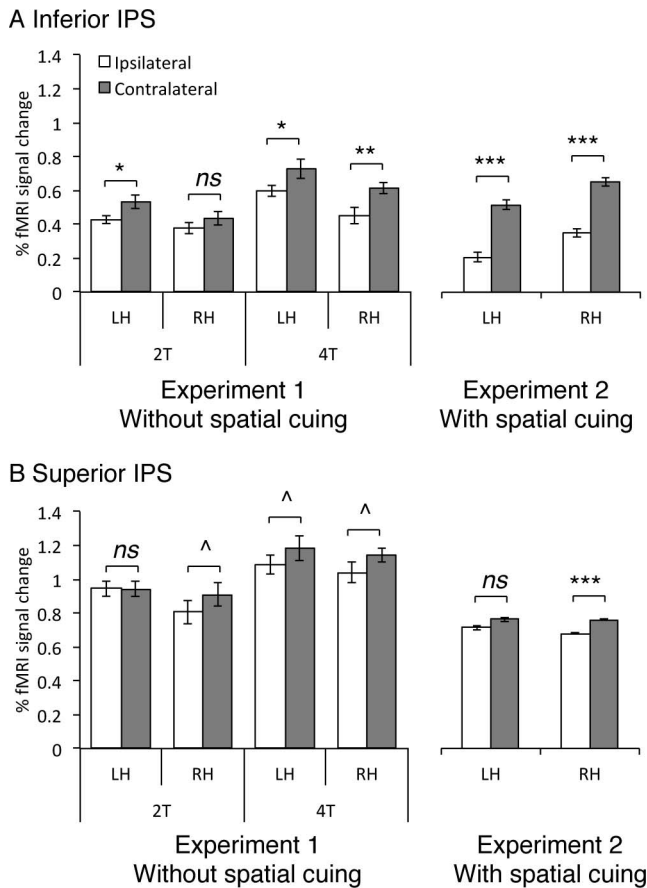 A Inferior IPS
% fMRI signal change
1.4
1.2
1
0.8
0.6
0.4
0.2
0
Ipsilateral
Contralateral
* ns * ** *** ***
LH RH LH RH LH RH
2T 4T
Experiment 1 Experiment 2
Without spatial cuing With spatial cuing
B Superior IPS
% fMRI signal change
1.4
1.2
1
0.8
0.6
0.4
0.2
0
ns ^ ^ ^ ns ***
LH RH LH RH LH RH
2T 4T
Experiment 1 Experiment 2
Without spatial cuing With spatial cuing